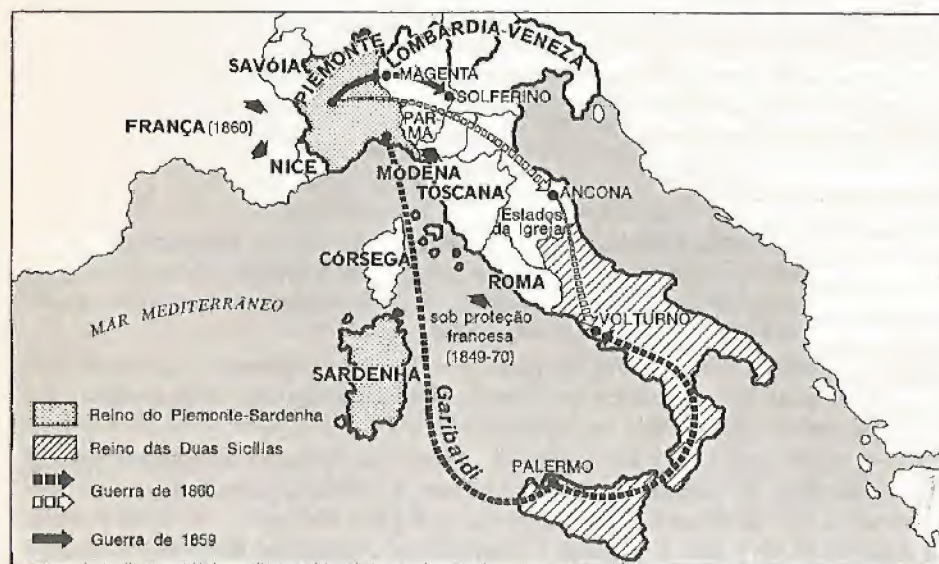 SAVÓIA
PIEMONTE
LOMBARDIA-VENEZA
MAGENTA
SOLFERINO
FRANÇA (1860)
PAR-
MA
NICE
MÓDENA
TOSCANA
ANCONA
Estados
da Igreja
CÓRSEGA
ROMA
MAR MEDITERRÂNEO
sob proteção
francesa
(1849-70)
VOLTURNO
SARDENHA
Garibaldi
PALERMO
Reino do Piemonte-Sardenha
Reino das Duas Sicílias
Guerra de 1860
Guerra de 1859